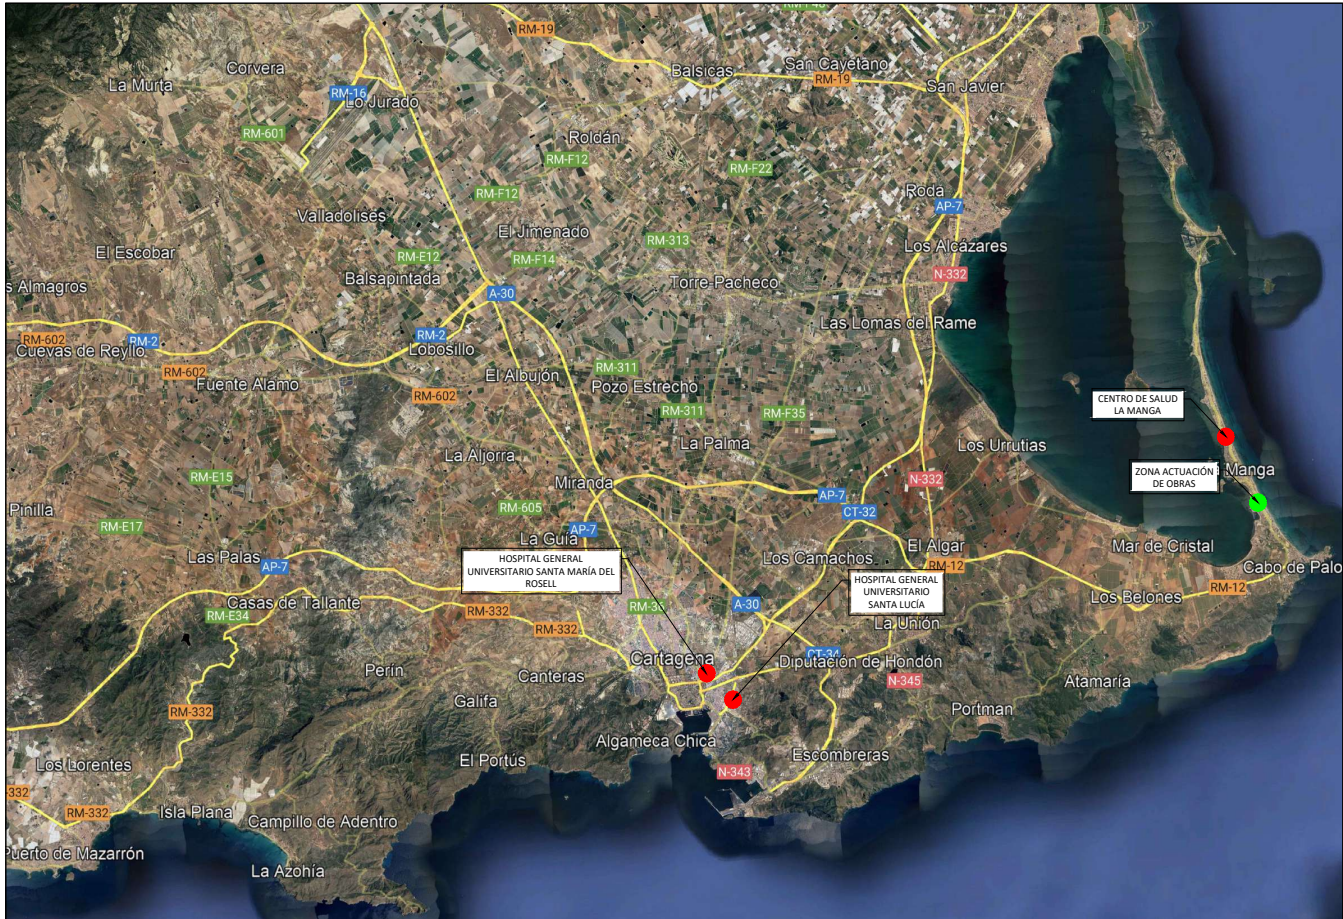 RM-F46
RM-19
San Cayetano
Balsicas
RM-19
Corvera
La Murta
San Javier
RM-16
Lo Jurado
RM-601
Roldán
RM-F12
RM-F22
RM-F12
Roda
AP-7
Valladolises
El Jimenado
RM-313
Los Alcázares
El Escobar
RM-E12
RM-F14
Balsapintada
Torre-Pacheco
N-332
s Almagros
A-30
Las Lomas del Rame
RM-602
RM-2
RM-2
Cuevas de Reyllo
Lobosillo
RM-602
Fuente Alamo
El Albujón
RM-311
Pozo Estrecho
RM-602
RM-311
RM-F35
CENTRO DE SALUD
LA MANGA
La Palma
Los Urrutias
La Aljorra
Manga
ZONA ACTUACIÓN
DE OBRAS
RM-E15
Miranda
N-332
AP-7
Pinilla
RM-605
CT-32
RM-E17
AP-7
La Guia
El Algar
Mar de Cristal
Las Palas
Los Camachos
HOSPITAL GENERAL
UNIVERSITARIO SANTA MARÍA DEL
ROSELL
AP-7
RM-12
Cabo de Palo
HOSPITAL GENERAL
UNIVERSITARIO
SANTA LUCÍA
RM-12
Los Belones
Casas de Tallante
RM-E34
RM-332
RM-36
A-30
La Unión
RM-332
CT-34
Cartagena
Diputación de Hondón
Perín
Canteras
N-345
Atamaría
Galifa
RM-332
Portman
Algameca Chica
Escombreras
El Portús
Los Lorentes
N-343
-332
RM-332
Isla Plana
Campillo de Adentro
Puerto de Mazarrón
La Azohía